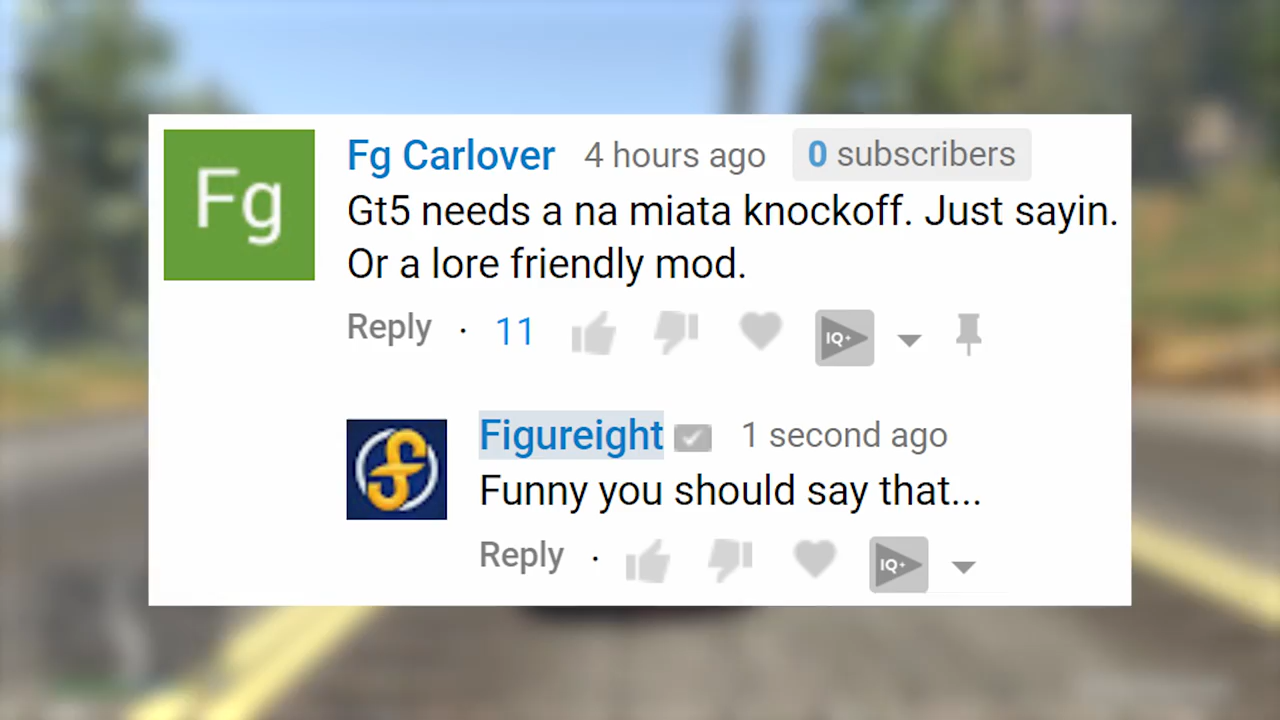 Fg
Fg Carlover 4 hours ago 0 subscribers
Gt5 needs a na miata knockoff. Just sayin.
Or a lore friendly mod.
Reply · 11 IQ+
Figureight 1 second ago
Funny you should say that...
Reply · IQ+